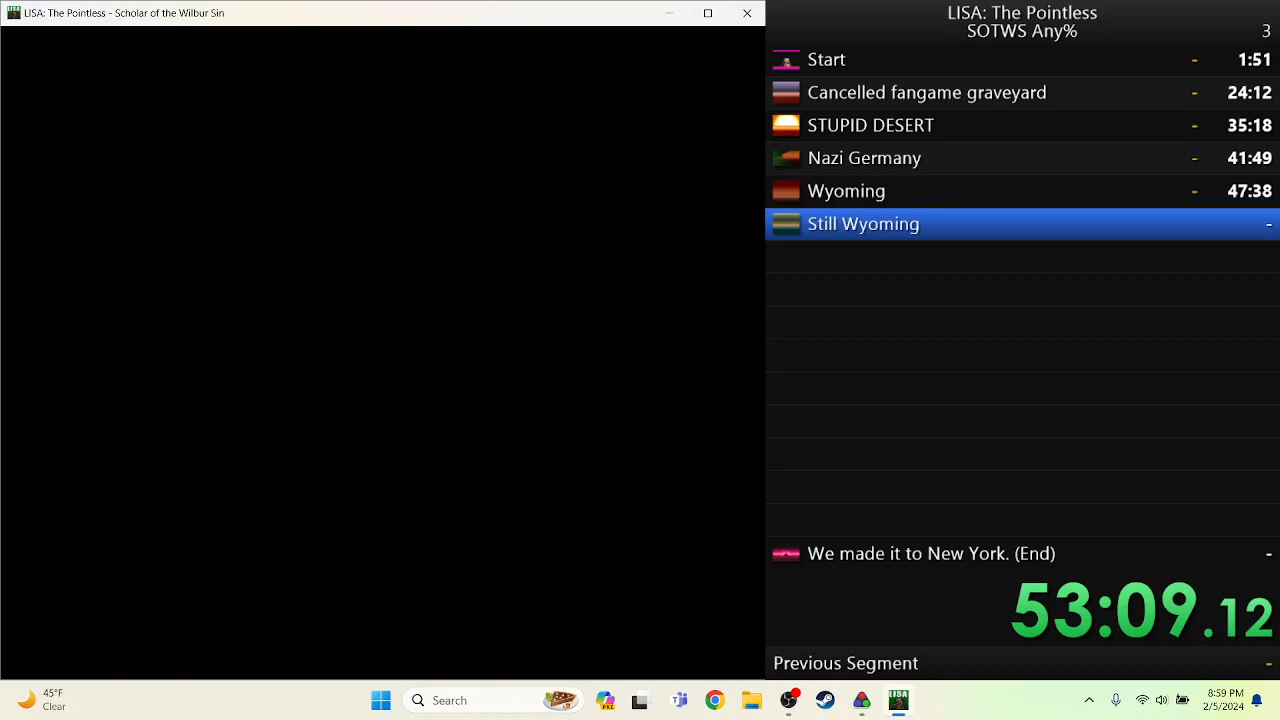 LISA: The Pointless - Scholar of the Wilbur Sin
LISA: The Pointless
SOTWS Any%
3
Start - 1:51
Cancelled fangame graveyard - 24:12
STUPID DESERT - 35:18
Nazi Germany - 41:49
Wyoming - 47:38
Still Wyoming -
We made it to New York. (End) -
53:09.12
Previous Segment -
45°F
Clear
Search
PRE
LISA
8:59 PM
2/5/2024